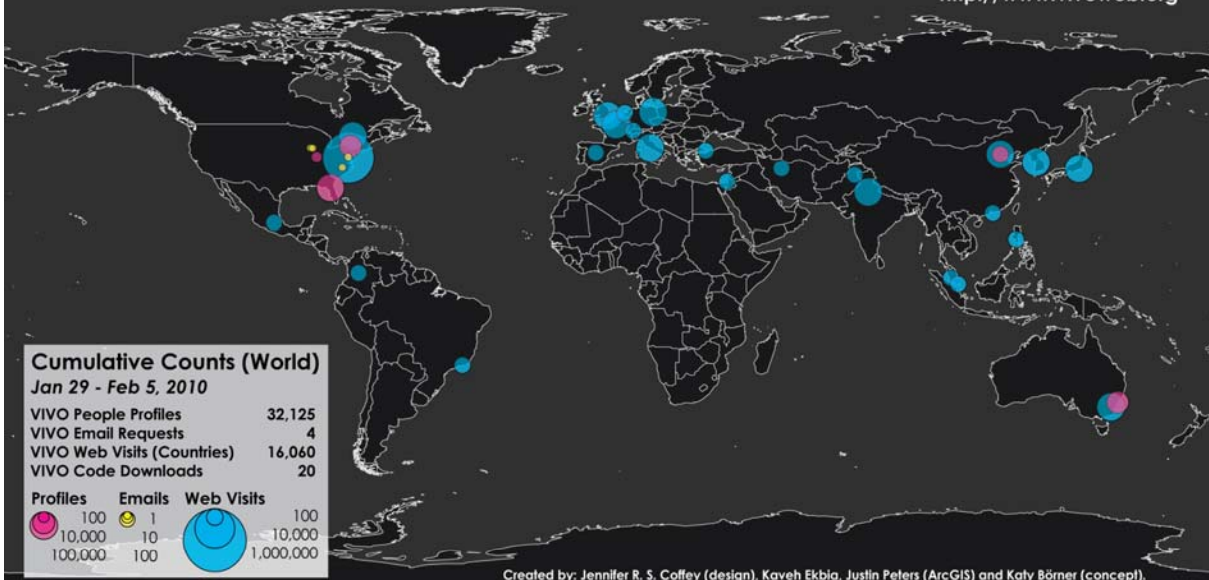 Cumulative Counts (World)
Jan 29 - Feb 5, 2010
VIVO People Profiles 32,125
VIVO Email Requests 4
VIVO Web Visits (Countries) 16,060
VIVO Code Downloads 20
Profiles Emails Web Visits
100 1 100
10,000 10 10,000
100,000 100 1,000,000
Created by: Jennifer R. S. Coffey (design), Kaveh Ekbia, Justin Peters (ArcGIS) and Katy Börner (concept).